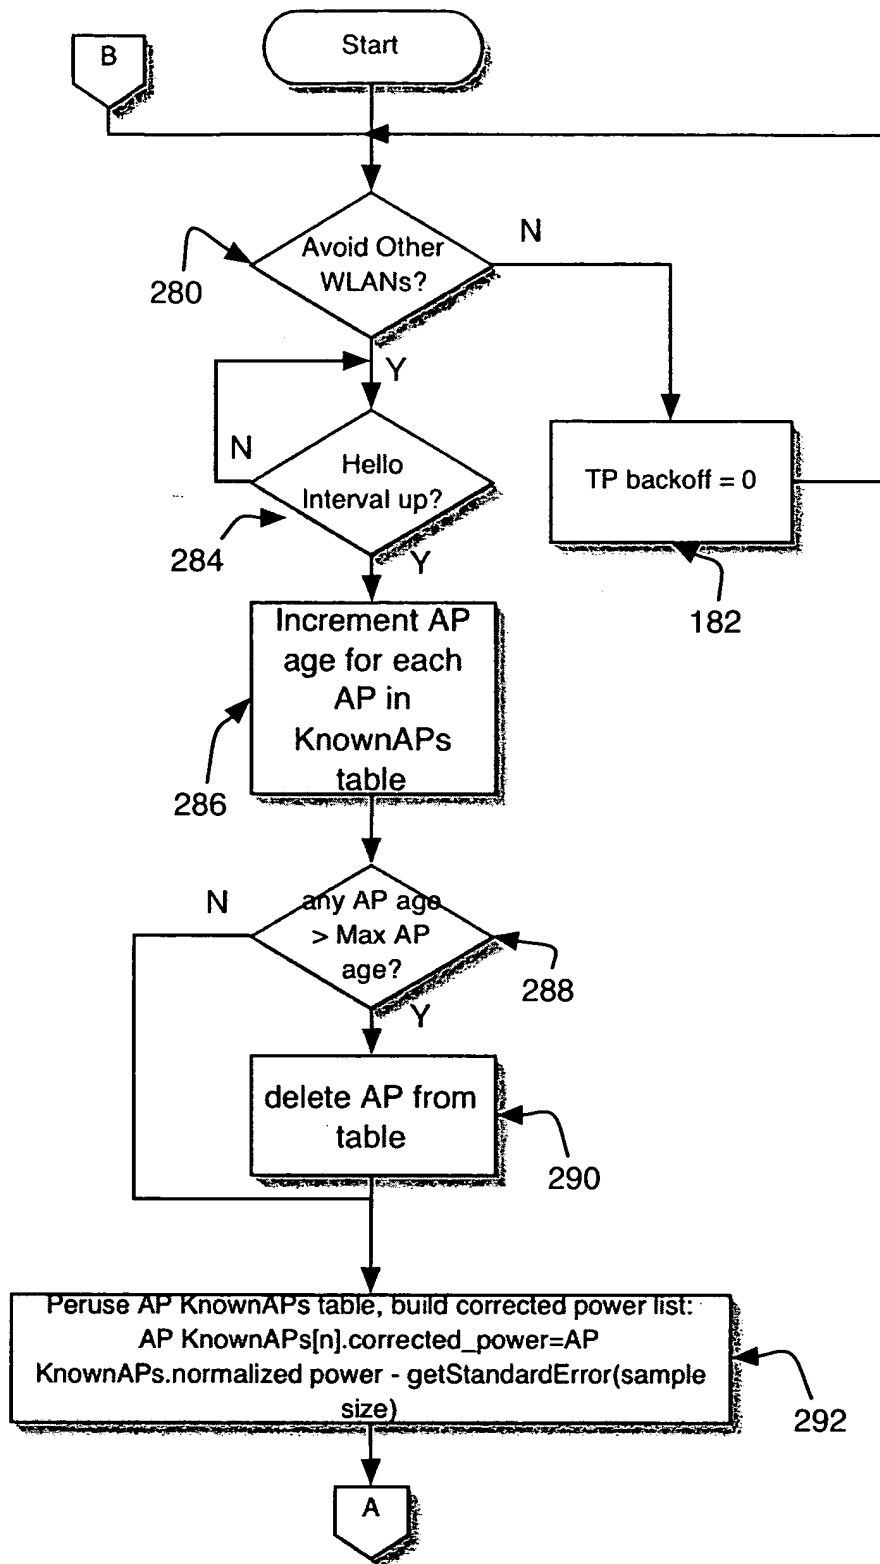 B
Start
Avoid Other
WLANs?
N
280
Y
N
Hello
Interval up?
TP backoff = 0
284
Y
182
Increment AP
age for each
AP in
KnownAPs
table
286
N
any AP age
> Max AP
age?
288
Y
delete AP from
table
290
Peruse AP KnownAPs table, build corrected power list:
AP KnownAPs[n].corrected_power=AP
KnownAPs.normalized power - getStandardError(sample
size)
292
A